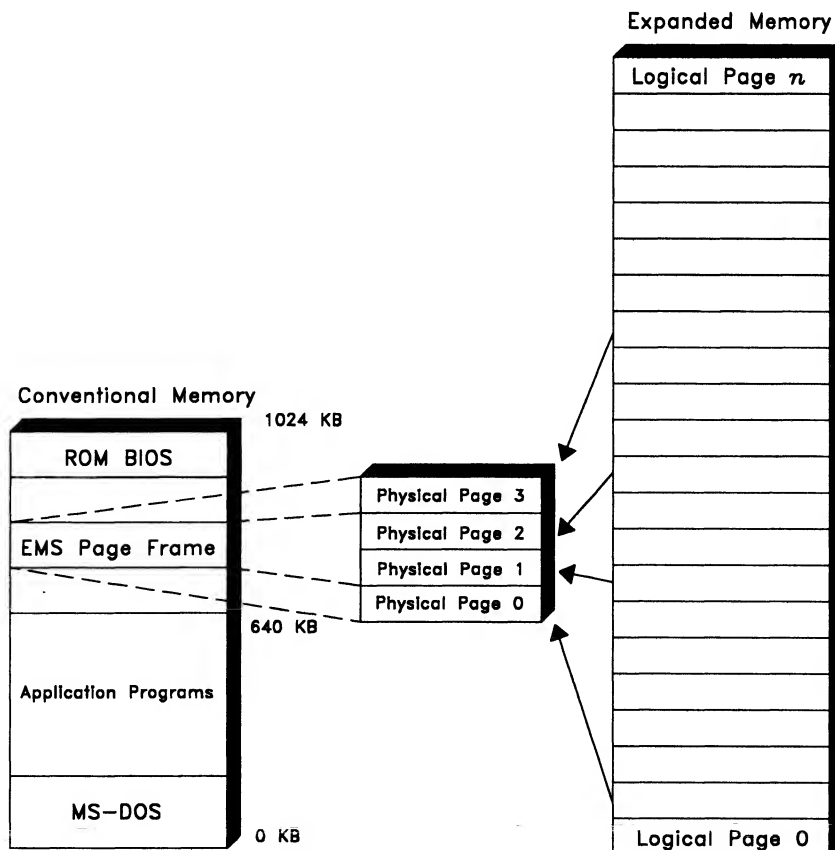 Expanded Memory
Logical Page n
Conventional Memory
1024 KB
ROM BIOS
EMS Page Frame
640 KB
Application Programs
MS-DOS
0 KB
Physical Page 3
Physical Page 2
Physical Page 1
Physical Page 0
Logical Page 0